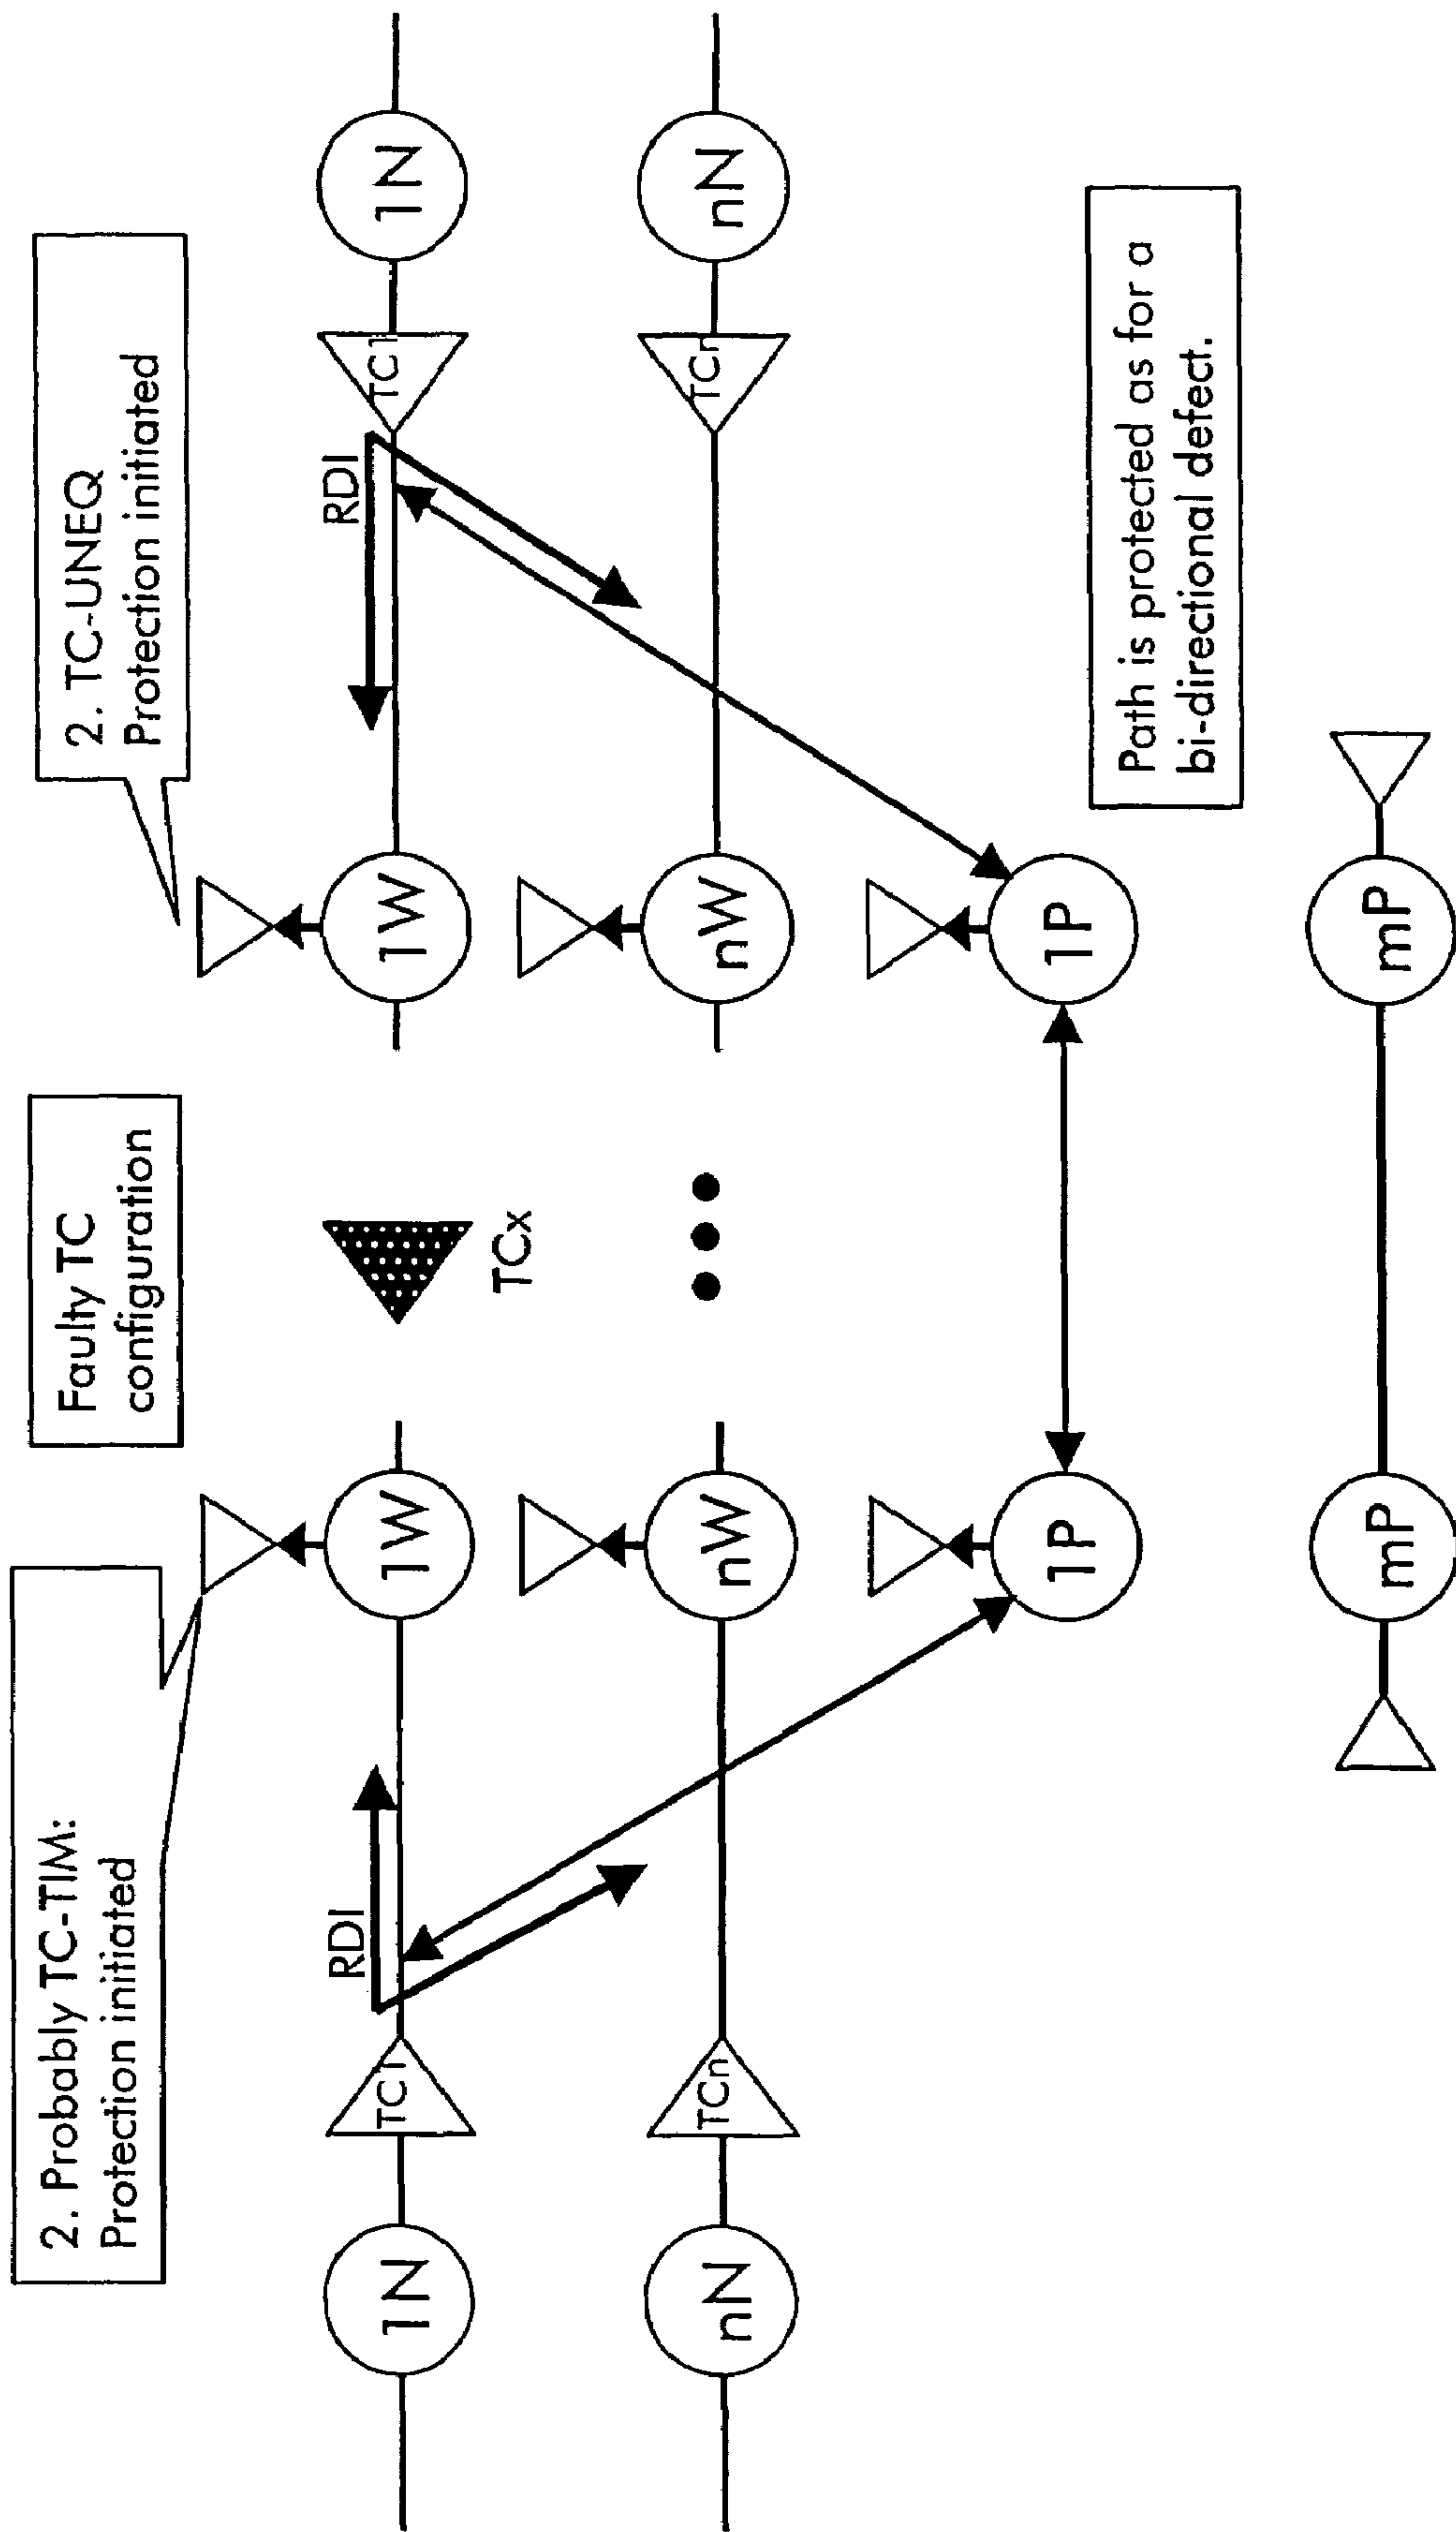 2. Probably TC-TIM:
Protection initiated
Faulty TC
configuration
2. TC-UNEQ
Protection initiated
1N
TC1
RDI
1W
TCx
1W
RDI
TC1
1N
nN
TCn
nW
nW
TCn
nN
1P
1P
Path is protected as for a
bi-directional defect.
mP
mP